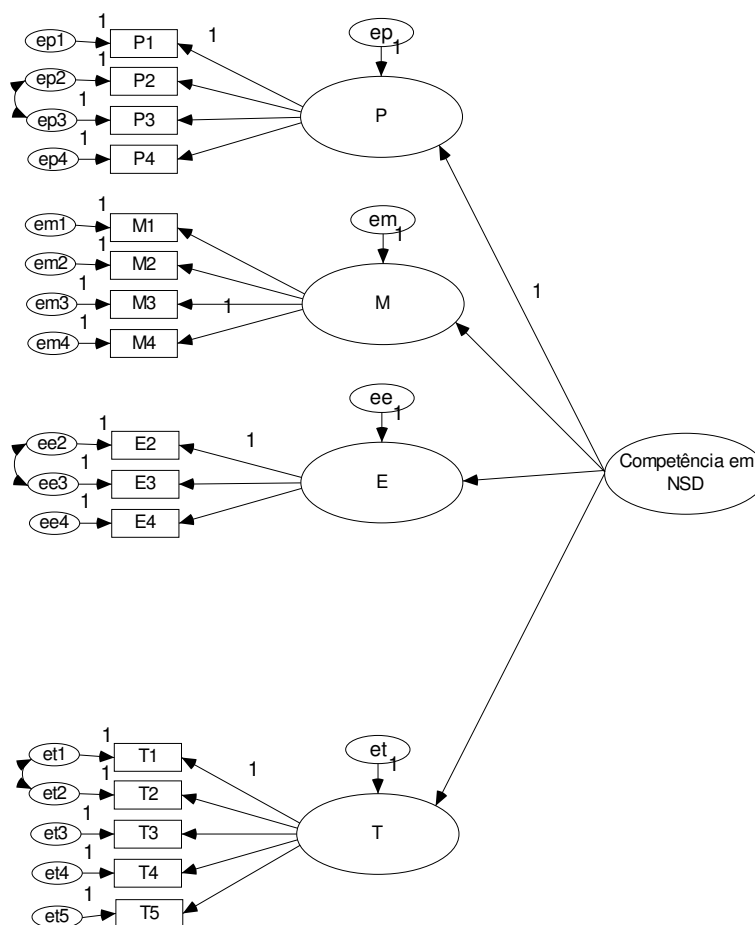 ep1 1 P1 1 ep 1
ep2 1 P2
ep3 1 P3 P
ep4 1 P4
em1 1 M1 em 1
em2 1 M2
em3 1 M3 1 M 1
em4 1 M4
ee 1
ee2 1 E2 1
ee3 1 E3 E
ee4 1 E4
Competência em
NSD
et1 1 T1 1 et 1
et2 1 T2
et3 1 T3 T
et4 1 T4
et5 1 T5